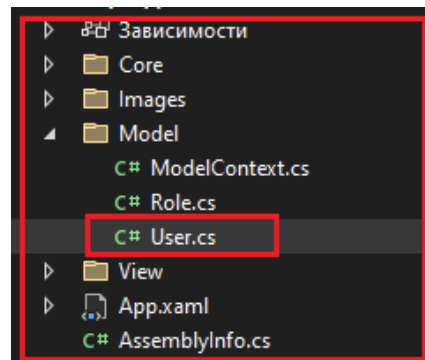 Зависимости
Core
Images
Model
C# ModelContext.cs
C# Role.cs
C# User.cs
View
App.xaml
C# AssemblyInfo.cs